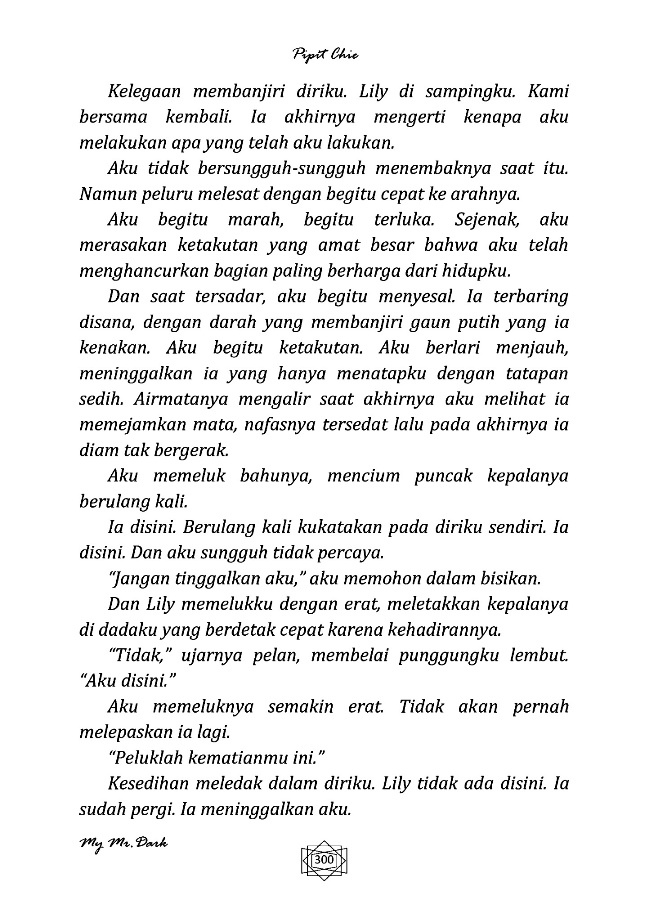 Pipit Chie
Kelegaan membanjiri diriku. Lily di sampingku. Kami
bersama kembali. Ia akhirnya mengerti kenapa aku
melakukan apa yang telah aku lakukan.
Aku tidak bersungguh-sungguh menembaknya saat itu.
Namun peluru melesat dengan begitu cepat ke arahnya.
Aku begitu marah, begitu terluka. Sejenak, aku
merasakan ketakutan yang amat besar bahwa aku telah
menghancurkan bagian paling berharga dari hidupku.
Dan saat tersadar, aku begitu menyesal. Ia terbaring
disana, dengan darah yang membanjiri gaun putih yang ia
kenakan. Aku begitu ketakutan. Aku berlari menjauh,
meninggalkan ia yang hanya menatapku dengan tatapan
sedih. Airmatanya mengalir saat akhirnya aku melihat ia
memejamkan mata, nafasnya tersedat lalu pada akhirnya ia
diam tak bergerak.
Aku memeluk bahunya, mencium puncak kepalanya
berulang kali.
Ia disini. Berulang kali kukatakan pada diriku sendiri. Ia
disini. Dan aku sungguh tidak percaya.
“Jangan tinggalkan aku,” aku memohon dalam bisikan.
Dan Lily memelukku dengan erat, meletakkan kepalanya
di dadaku yang berdetak cepat karena kehadirannya.
“Tidak,” ujarnya pelan, membelai punggungku lembut.
“Aku disini.”
Aku memeluknya semakin erat. Tidak akan pernah
melepaskan ia lagi.
“Peluklah kematianmu ini.”
Kesedihan meledak dalam diriku. Lily tidak ada disini. Ia
sudah pergi. Ia meninggalkan aku.
My Mr. Dark
300